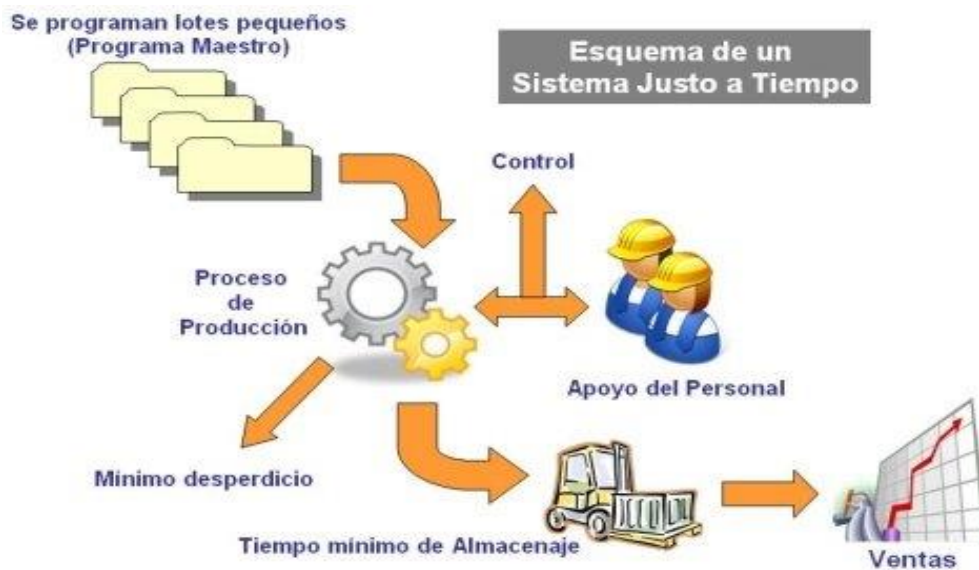 Se programan lotes pequeños
(Programa Maestro)
Esquema de un
Sistema Justo a Tiempo
Control
Proceso
de
Producción
Apoyo del Personal
Mínimo desperdicio
Tiempo mínimo de Almacenaje
Ventas